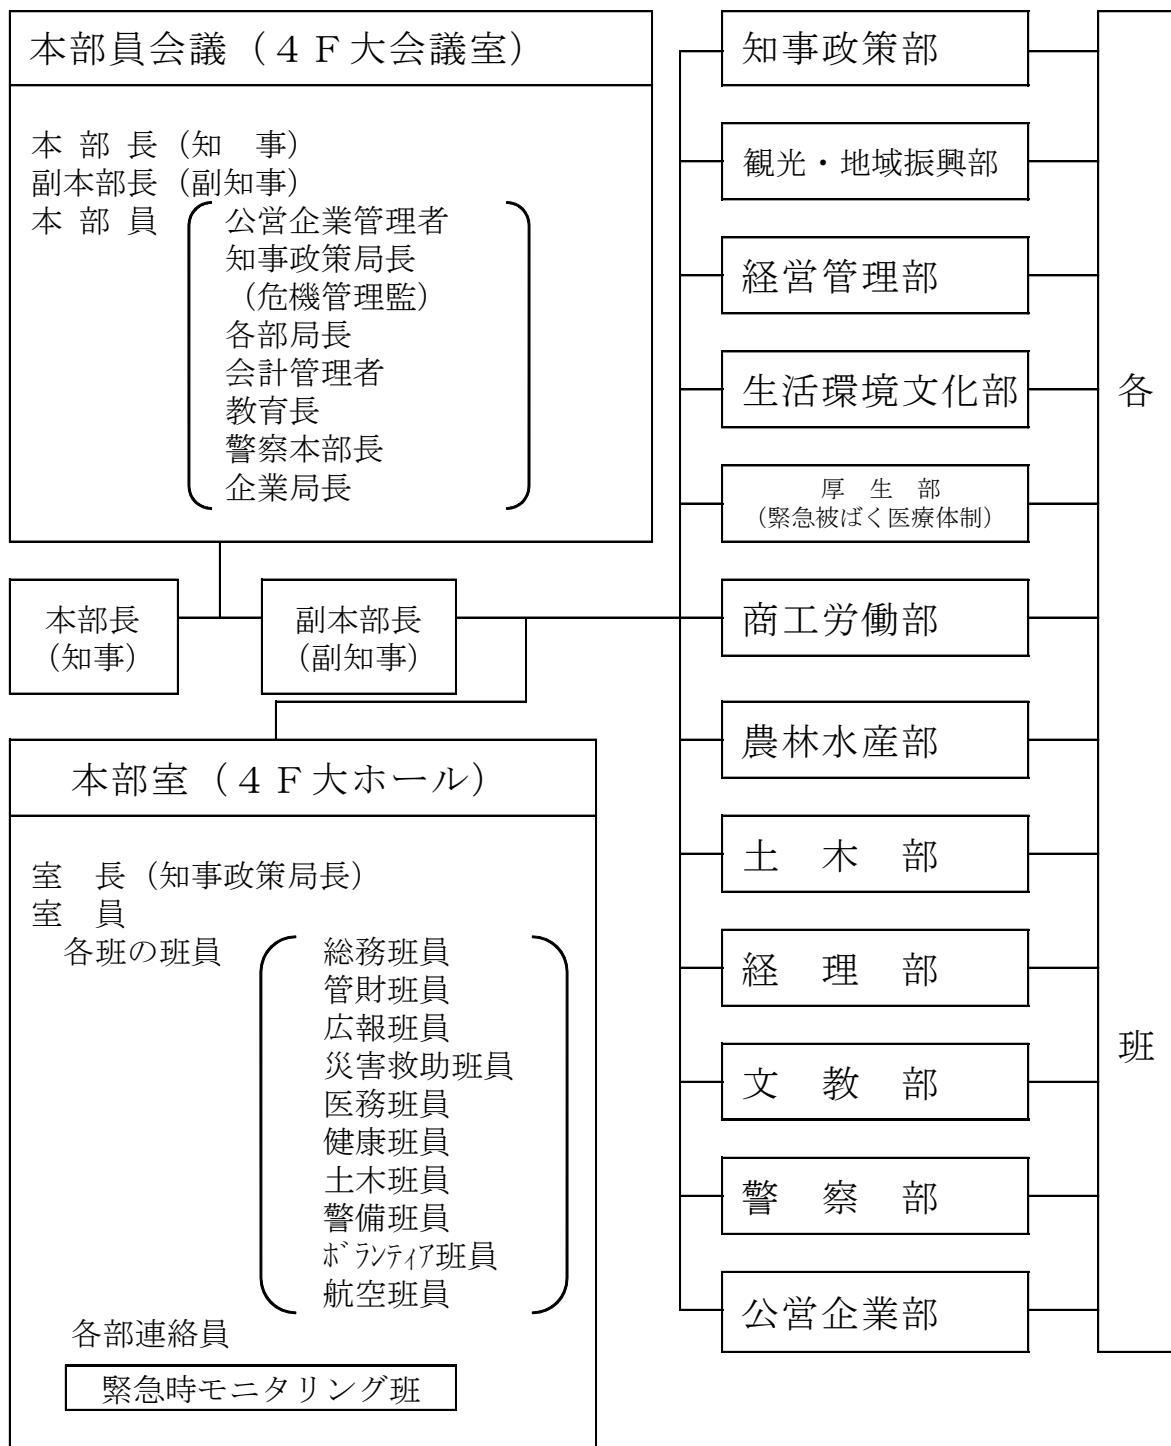 本部員会議（４Ｆ大会議室）
本 部 長（知　事）
副本部長（副知事）
本 部 員
公営企業管理者
知事政策局長
（危機管理監）
各部局長
会計管理者
教育長
警察本部長
企業局長
本部長
（知事）
副本部長
（副知事）
本部室（４Ｆ大ホール）
室　長（知事政策局長）
室　員
各班の班員
総務班員
管財班員
広報班員
災害救助班員
医務班員
健康班員
土木班員
警備班員
ﾎﾞﾗﾝﾃｨｱ班員
航空班員
各部連絡員
緊急時モニタリング班
知事政策部
観光・地域振興部
経営管理部
生活環境文化部
厚　生　部
（緊急被ばく医療体制）
商工労働部
農林水産部
土　木　部
経　理　部
文　教　部
警　察　部
公営企業部
各
班